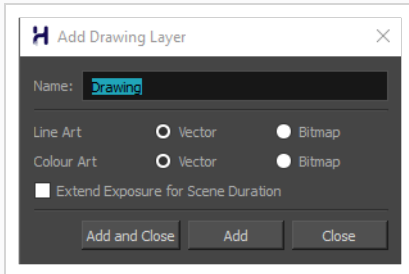 Add Drawing Layer
Name: Drawing
Line Art Vector Bitmap
Colour Art Vector Bitmap
Extend Exposure for Scene Duration
Add and Close Add Close